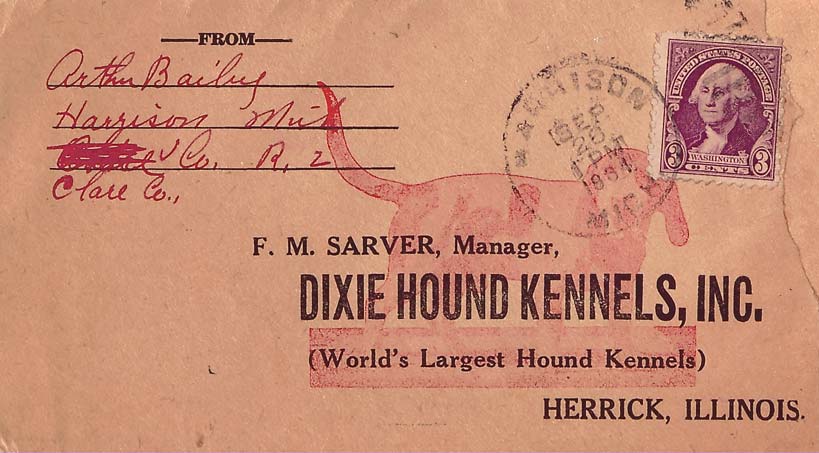 —FROM—
Arthur Bailey
Harrison Mich
Co. R. 2
Clare Co.,
HARRISON
SEP
20
1 PM
MICH
UNITED STATES POSTAGE
WASHINGTON
3 3
CENTS
F. M. SARVER, Manager,
DIXIE HOUND KENNELS, INC.
(World's Largest Hound Kennels)
HERRICK, ILLINOIS.